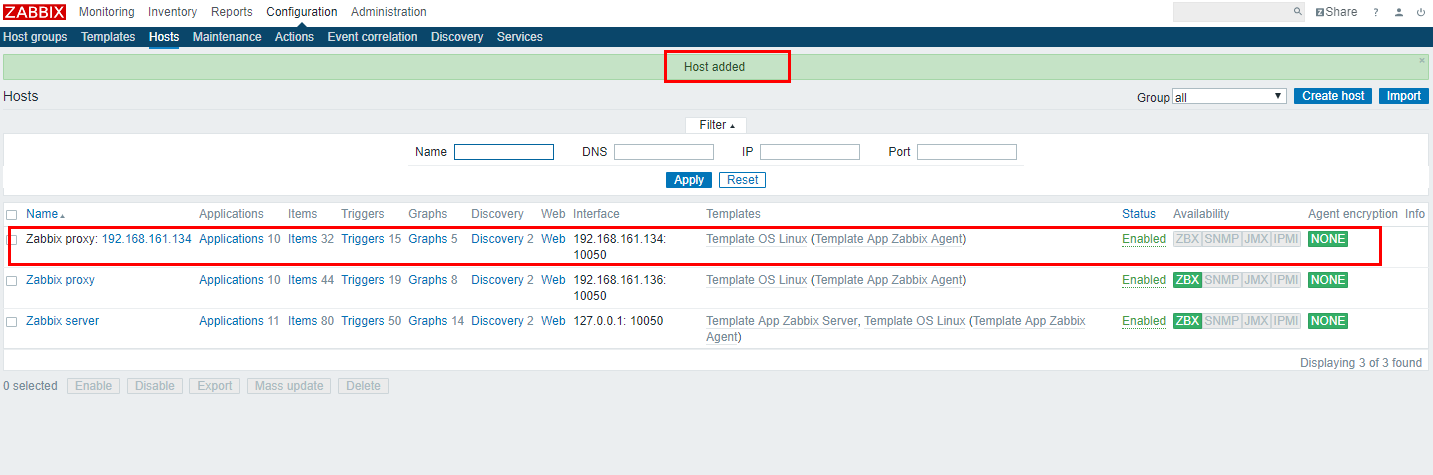 ZABBIX Monitoring Inventory Reports Configuration Administration Share ?
Host groups Templates Hosts Maintenance Actions Event correlation Discovery Services
Host added
Hosts Group all Create host Import
Filter
Name DNS IP Port
Apply Reset
Name Applications Items Triggers Graphs Discovery Web Interface Templates Status Availability Agent encryption Info
Zabbix proxy: 192.168.161.134 Applications 10 Items 32 Triggers 15 Graphs 5 Discovery 2 Web 192.168.161.134: Template OS Linux (Template App Zabbix Agent) Enabled ZBX SNMP JMX IPMI NONE
10050
Zabbix proxy Applications 10 Items 44 Triggers 19 Graphs 8 Discovery 2 Web 192.168.161.136: Template OS Linux (Template App Zabbix Agent) Enabled ZBX SNMP JMX IPMI NONE
10050
Zabbix server Applications 11 Items 80 Triggers 50 Graphs 14 Discovery 2 Web 127.0.0.1: 10050 Template App Zabbix Server, Template OS Linux (Template App Zabbix Enabled ZBX SNMP JMX IPMI NONE
Agent)
Displaying 3 of 3 found
0 selected Enable Disable Export Mass update Delete